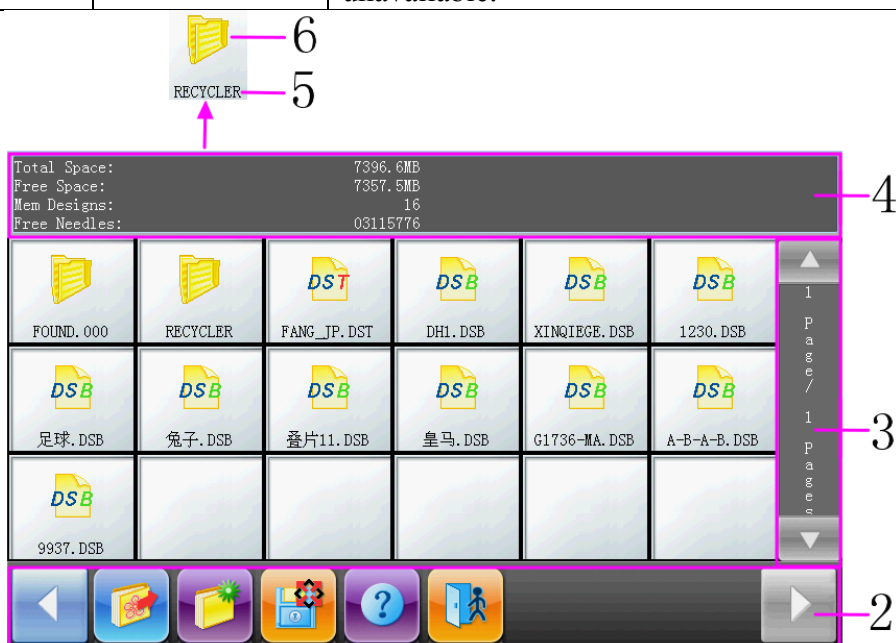 unavailable.
6
RECYCLER
5
Total Space: 7396.6MB
Free Space: 7357.5MB
Mem Designs: 16
Free Needles: 03115776
4
DST
DSB
DSB
DSB
FOUND.000
RECYCLER
FANG_JP.DST
DH1.DSB
XINQIEGE.DSB
1230.DSB
1 Page/ 1 Pages
DSB
DSB
DSB
DSB
DSB
DSB
足球.DSB
兔子.DSB
叠片11.DSB
皇马.DSB
G1736-MA.DSB
A-B-A-B.DSB
3
DSB
9937.DSB
?
2